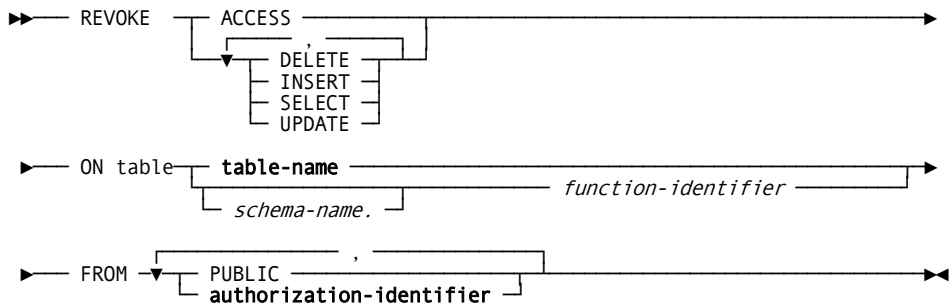 REVOKE ACCESS
,
DELETE
INSERT
SELECT
UPDATE
ON table table-name
function-identifier
schema-name.
,
FROM PUBLIC
authorization-identifier